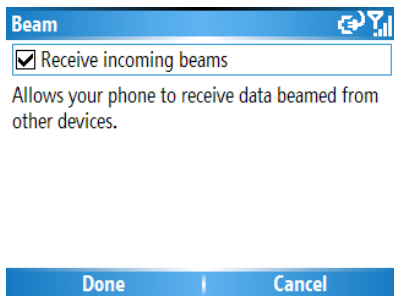 Beam
Receive incoming beams
Allows your phone to receive data beamed from
other devices.
Done
Cancel